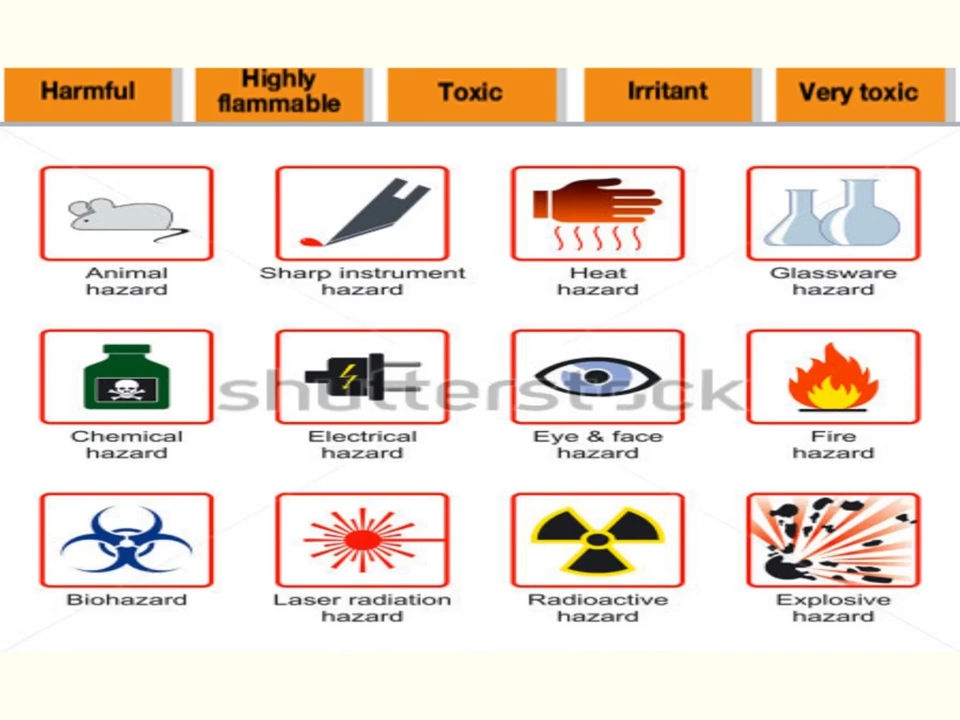 Harmful
Highly
flammable
Toxic
Irritant
Very toxic
Animal
hazard
Sharp instrument
hazard
Heat
hazard
Glassware
hazard
shutterstock
Chemical
hazard
Electrical
hazard
Eye & face
hazard
Fire
hazard
Biohazard
Laser radiation
hazard
Radioactive
hazard
Explosive
hazard